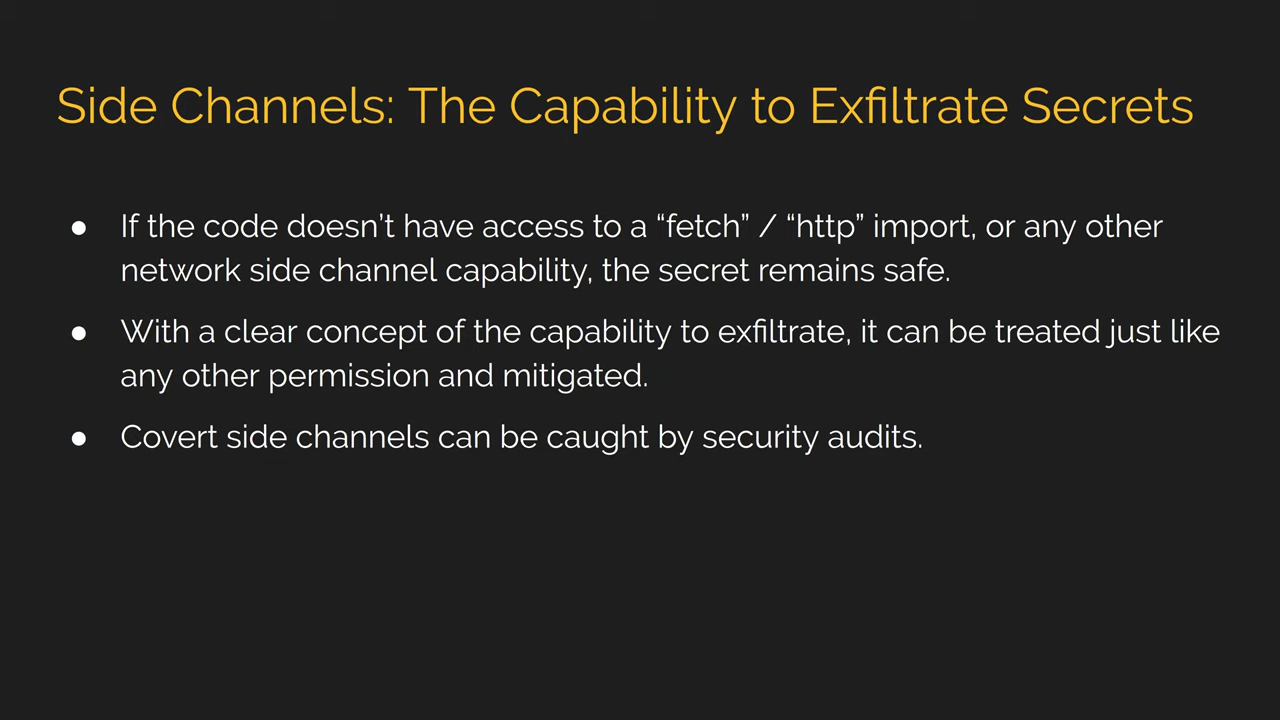 Side Channels: The Capability to Exfiltrate Secrets
● If the code doesn’t have access to a “fetch” / “http” import, or any other
network side channel capability, the secret remains safe.
● With a clear concept of the capability to exfiltrate, it can be treated just like
any other permission and mitigated.
● Covert side channels can be caught by security audits.